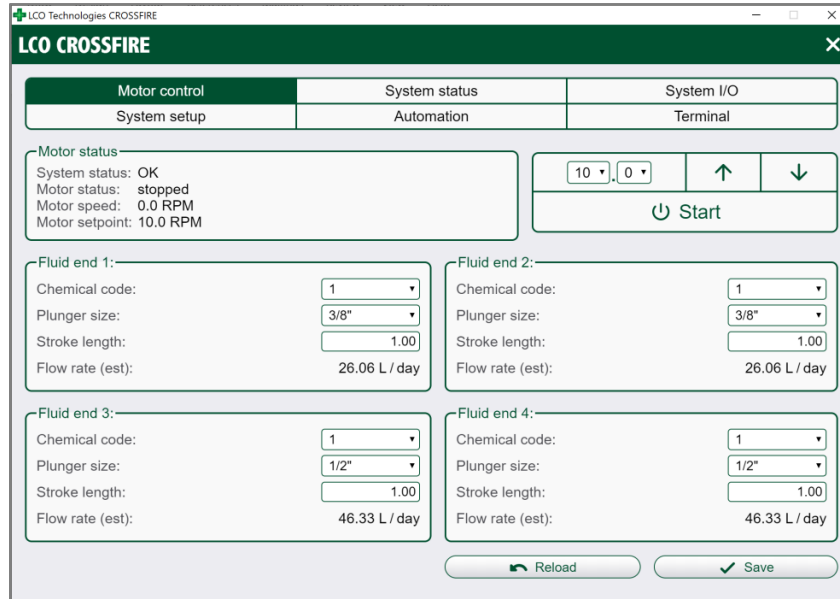 LCO Technologies CROSSFIRE
LCO CROSSFIRE
Motor control System status System I/O
System setup Automation Terminal
Motor status
System status: OK
Motor status: stopped
Motor speed: 0.0 RPM
Motor setpoint: 10.0 RPM
10 . 0
Start
Fluid end 1:
Chemical code: 1
Plunger size: 3/8"
Stroke length: 1.00
Flow rate (est): 26.06 L / day
Fluid end 2:
Chemical code: 1
Plunger size: 3/8"
Stroke length: 1.00
Flow rate (est): 26.06 L / day
Fluid end 3:
Chemical code: 1
Plunger size: 1/2"
Stroke length: 1.00
Flow rate (est): 46.33 L / day
Fluid end 4:
Chemical code: 1
Plunger size: 1/2"
Stroke length: 1.00
Flow rate (est): 46.33 L / day
Reload Save